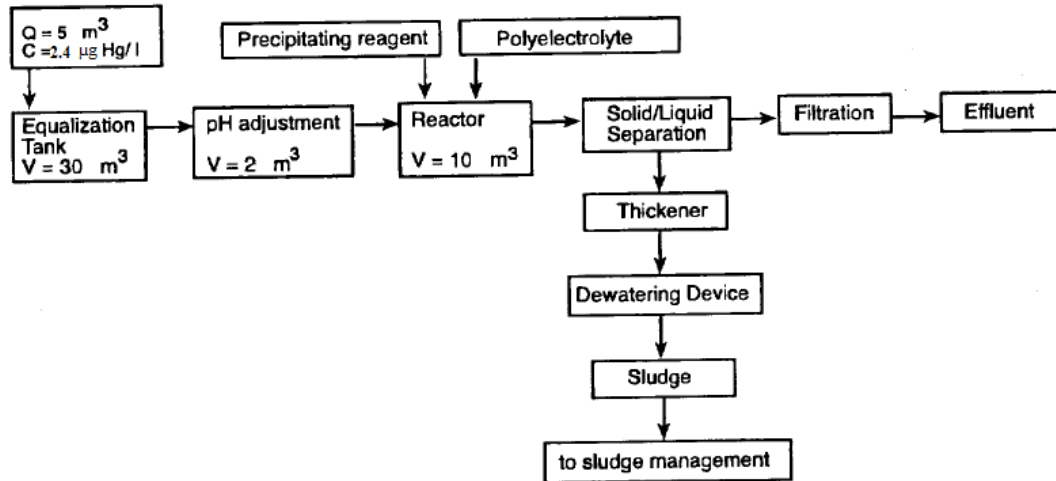 Q = 5 m³
C =2.4 µg Hg/ l
Precipitating reagent
Polyelectrolyte
Equalization
Tank
V = 30 m³
pH adjustment
V = 2 m³
Reactor
V = 10 m³
Solid/Liquid
Separation
Filtration
Effluent
Thickener
Dewatering Device
Sludge
to sludge management